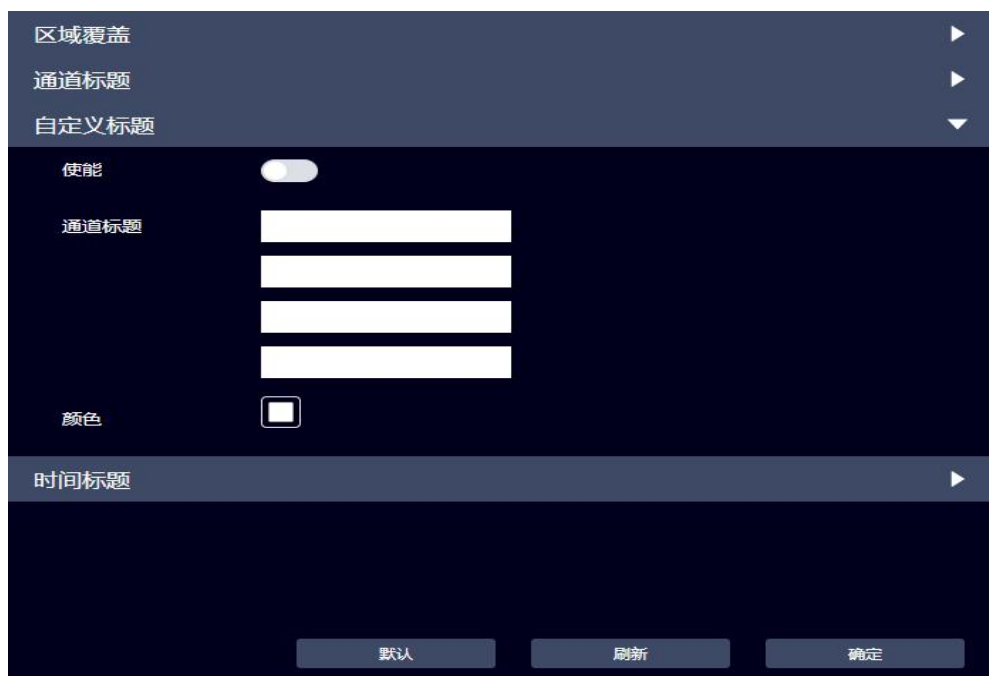 区域覆盖
通道标题
自定义标题
使能
通道标题
颜色
时间标题
默认 刷新 确定